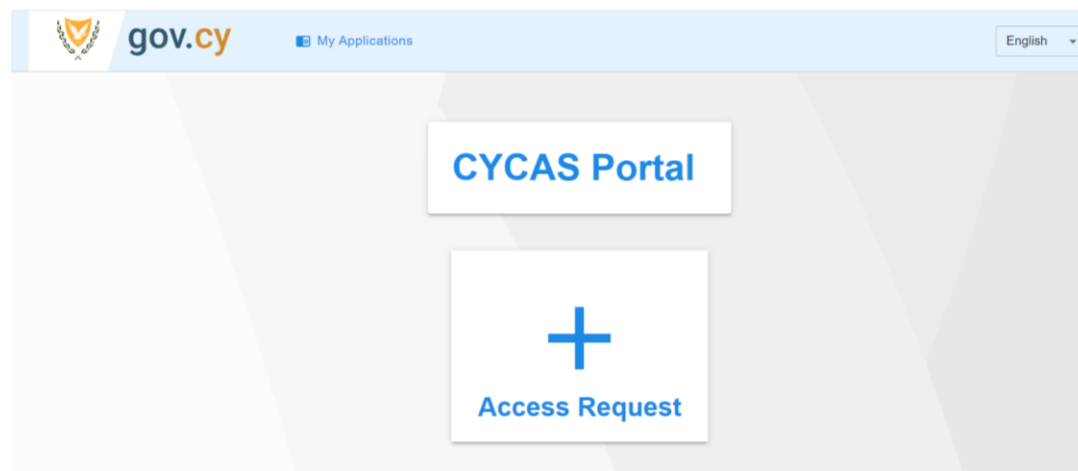 gov.cy
My Applications
English
CYCAS Portal
Access Request